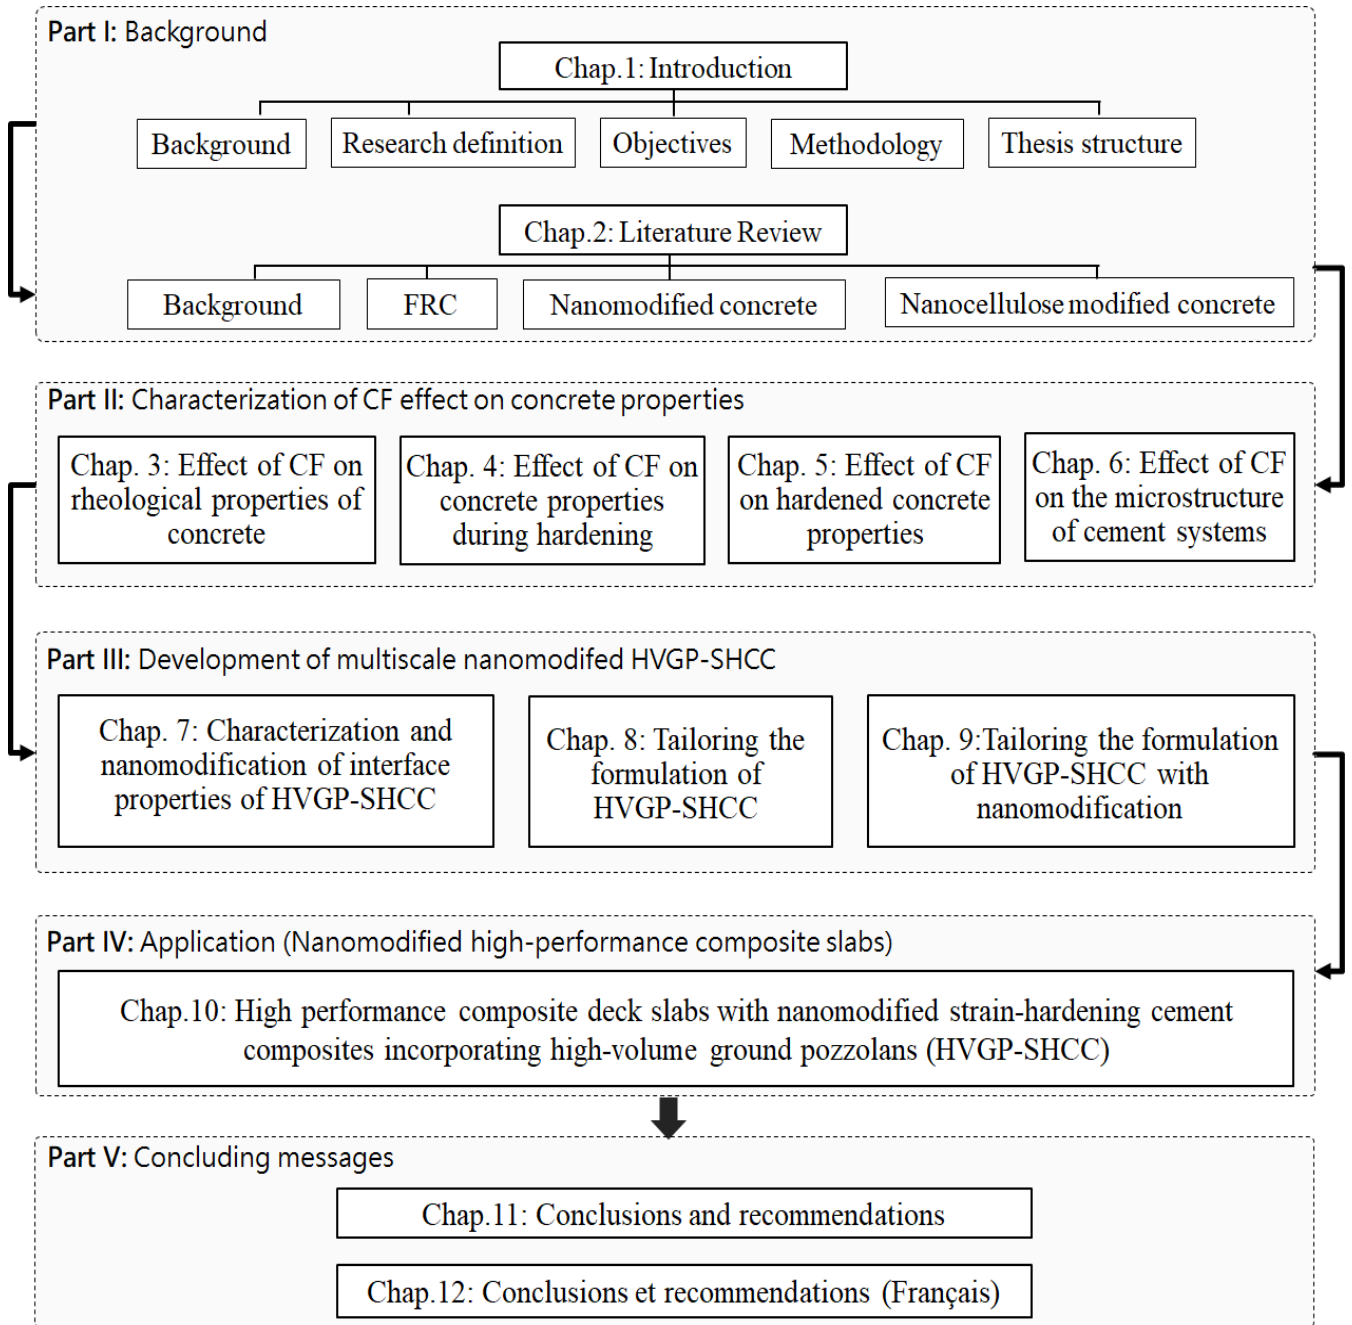 Part I: Background
Chap.1: Introduction
Background
Research definition
Objectives
Methodology
Thesis structure
Chap.2: Literature Review
Background
FRC
Nanomodified concrete
Nanocellulose modified concrete
Part II: Characterization of CF effect on concrete properties
Chap. 3: Effect of CF on
rheological properties of
concrete
Chap. 4: Effect of CF on
concrete properties
during hardening
Chap. 5: Effect of CF
on hardened concrete
properties
Chap. 6: Effect of CF
on the microstructure
of cement systems
Part III: Development of multiscale nanomodifed HVGP-SHCC
Chap. 7: Characterization and
nanomodification of interface
properties of HVGP-SHCC
Chap. 8: Tailoring the
formulation of
HVGP-SHCC
Chap. 9:Tailoring the formulation
of HVGP-SHCC with
nanomodification
Part IV: Application (Nanomodified high-performance composite slabs)
Chap.10: High performance composite deck slabs with nanomodified strain-hardening cement
composites incorporating high-volume ground pozzolans (HVGP-SHCC)
Part V: Concluding messages
Chap.11: Conclusions and recommendations
Chap.12: Conclusions et recommendations (Français)